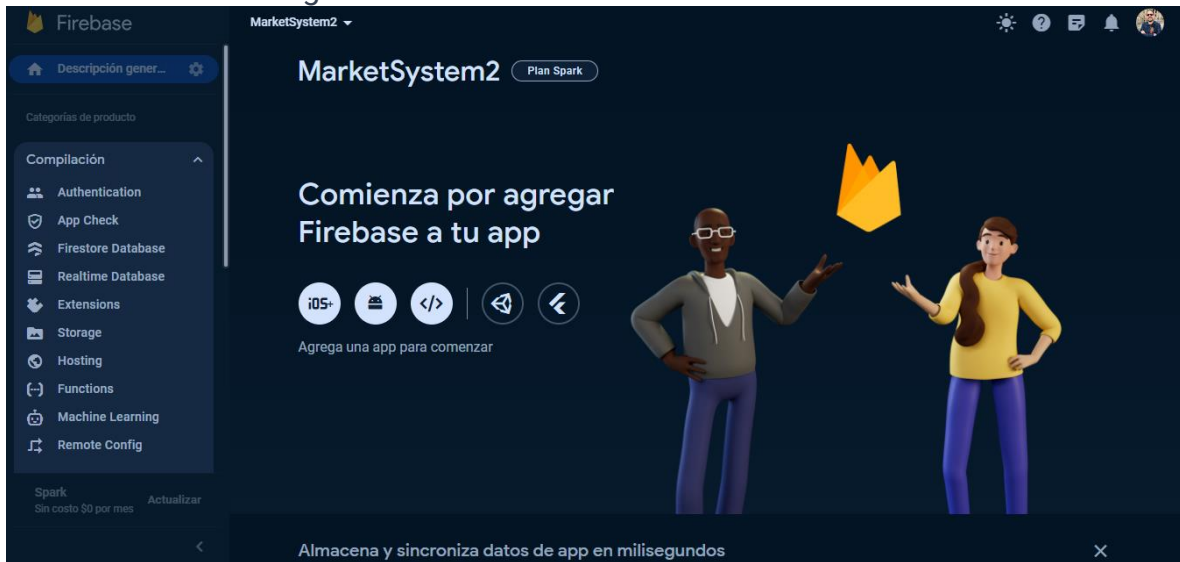 Firebase
MarketSystem2
Descripción gener...
MarketSystem2 Plan Spark
Categorías de producto
Compilación
Authentication
App Check
Firestore Database
Realtime Database
Extensions
Storage
Hosting
Functions
Machine Learning
Remote Config
Spark
Sin costo $0 por mes
Actualizar
Comienza por agregar
Firebase a tu app
iOS+ </>
Agrega una app para comenzar
Almacena y sincroniza datos de app en milisegundos